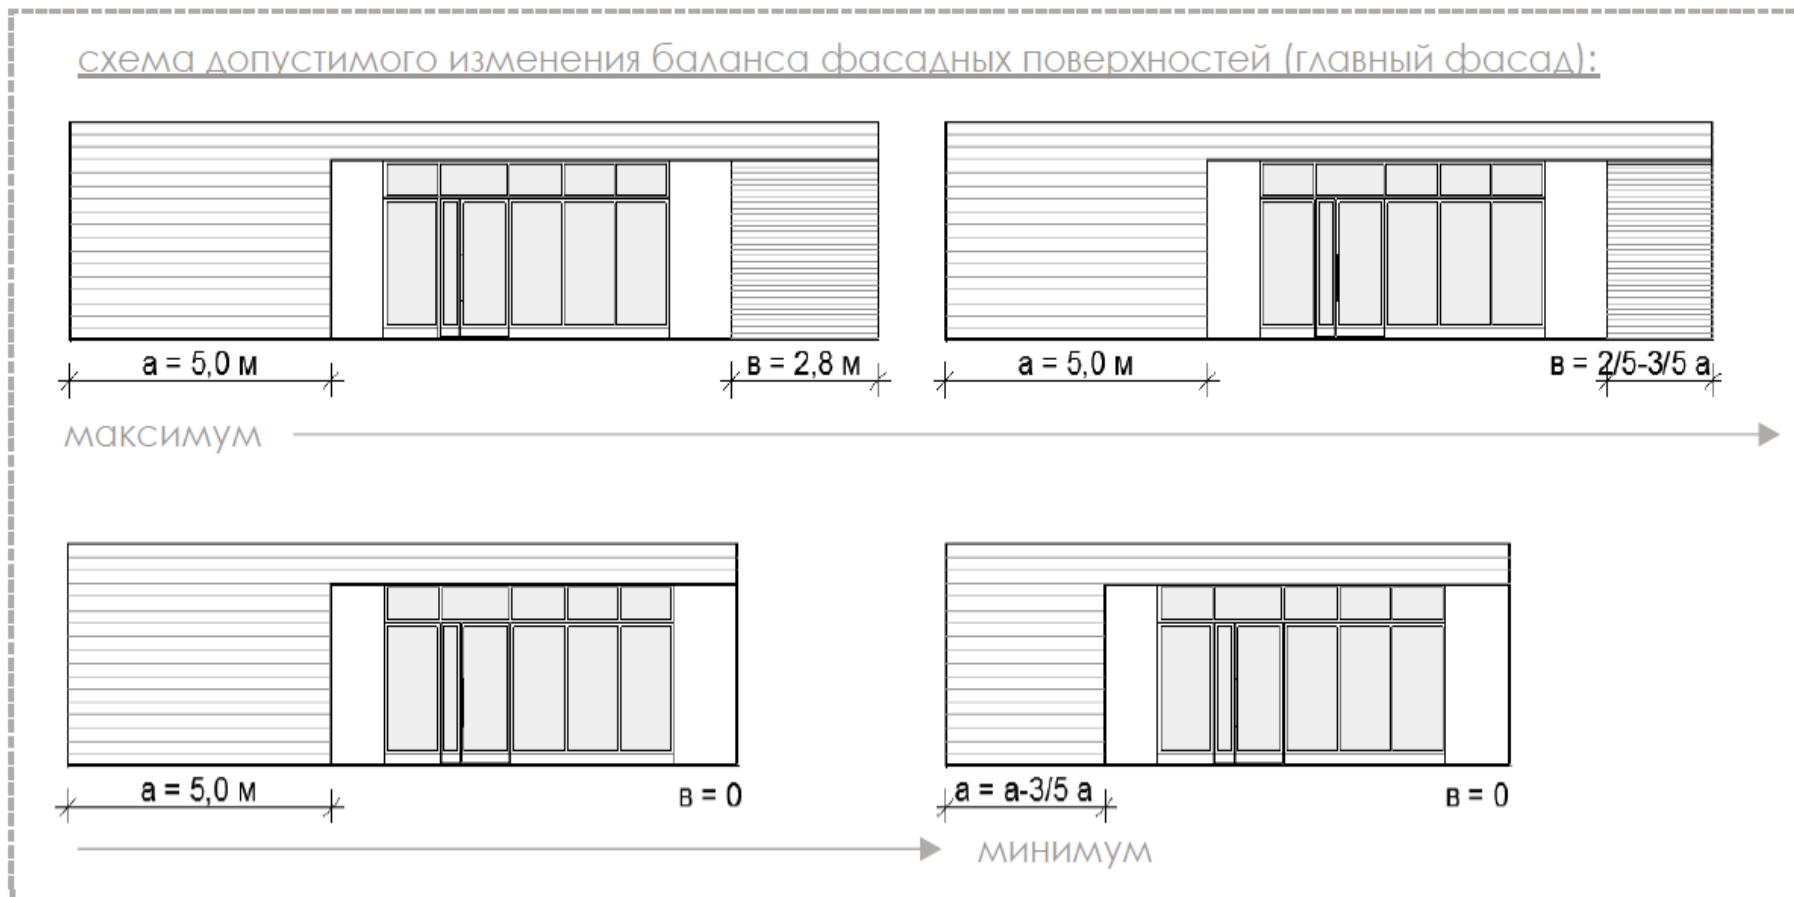 схема допустимого изменения баланса фасадных поверхностей (главный фасад):
а = 5,0 м
в = 2,8 м
а = 5,0 м
в = 2/5-3/5 а
максимум
а = 5,0 м
в = 0
а = а-3/5 а
в = 0
минимум